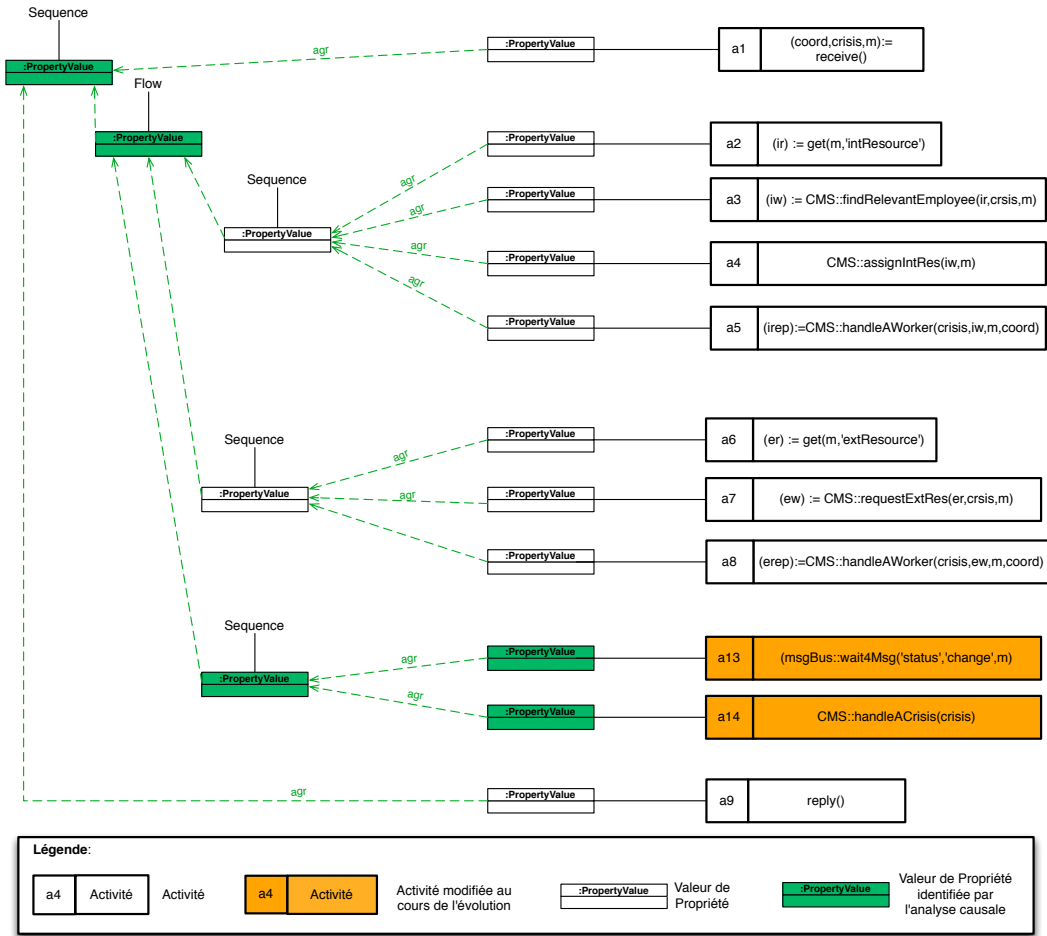 Sequence
:PropertyValue
agr
:PropertyValue
a1
(coord,crisis,m):=
receive()
Flow
:PropertyValue
Sequence
:PropertyValue
agr
:PropertyValue
a2
(ir) := get(m,'intResource')
agr
:PropertyValue
a3
(iw) := CMS::findRelevantEmployee(ir,crsis,m)
agr
:PropertyValue
a4
CMS::assignIntRes(iw,m)
agr
:PropertyValue
a5
(irep):=CMS::handleAWorker(crisis,iw,m,coord)
Sequence
:PropertyValue
agr
:PropertyValue
a6
(er) := get(m,'extResource')
agr
:PropertyValue
a7
(ew) := CMS::requestExtRes(er,crsis,m)
:PropertyValue
a8
(erep):=CMS::handleAWorker(crisis,ew,m,coord)
Sequence
:PropertyValue
agr
:PropertyValue
a13
(msgBus::wait4Msg('status','change',m)
agr
:PropertyValue
a14
CMS::handleACrisis(crisis)
agr
:PropertyValue
a9
reply()
Légende:
a4
Activité
Activité
a4
Activité
Activité modifiée au
cours de l'évolution
:PropertyValue
Valeur de
Propriété
:PropertyValue
Valeur de Propriété
identifiée par
l'analyse causale